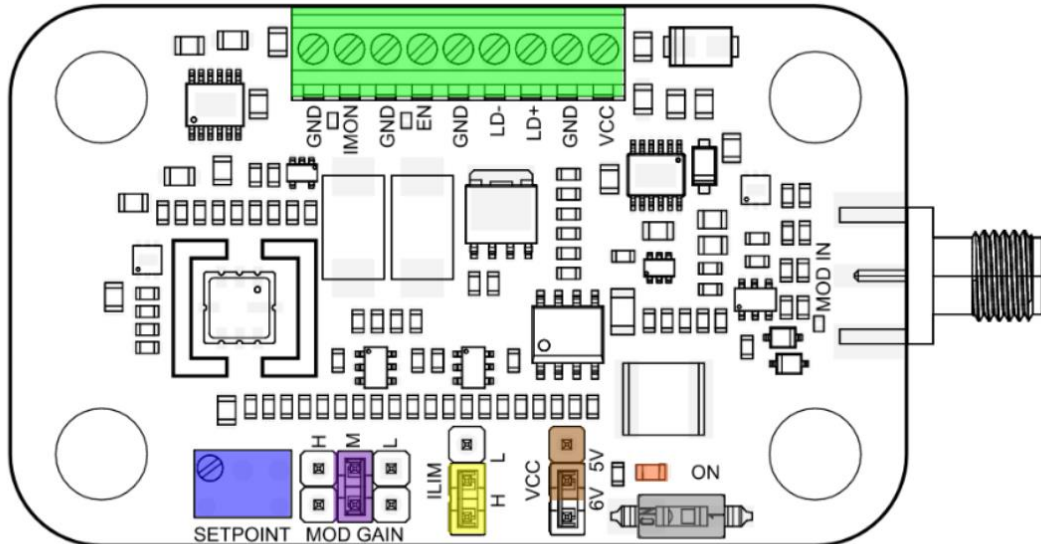 GND IMON GND EN GND LD- LD+ GND VCC
MOD IN
H M L
ILIM L H
VCC 5V 6V
ON
ON
SETPOINT MOD GAIN